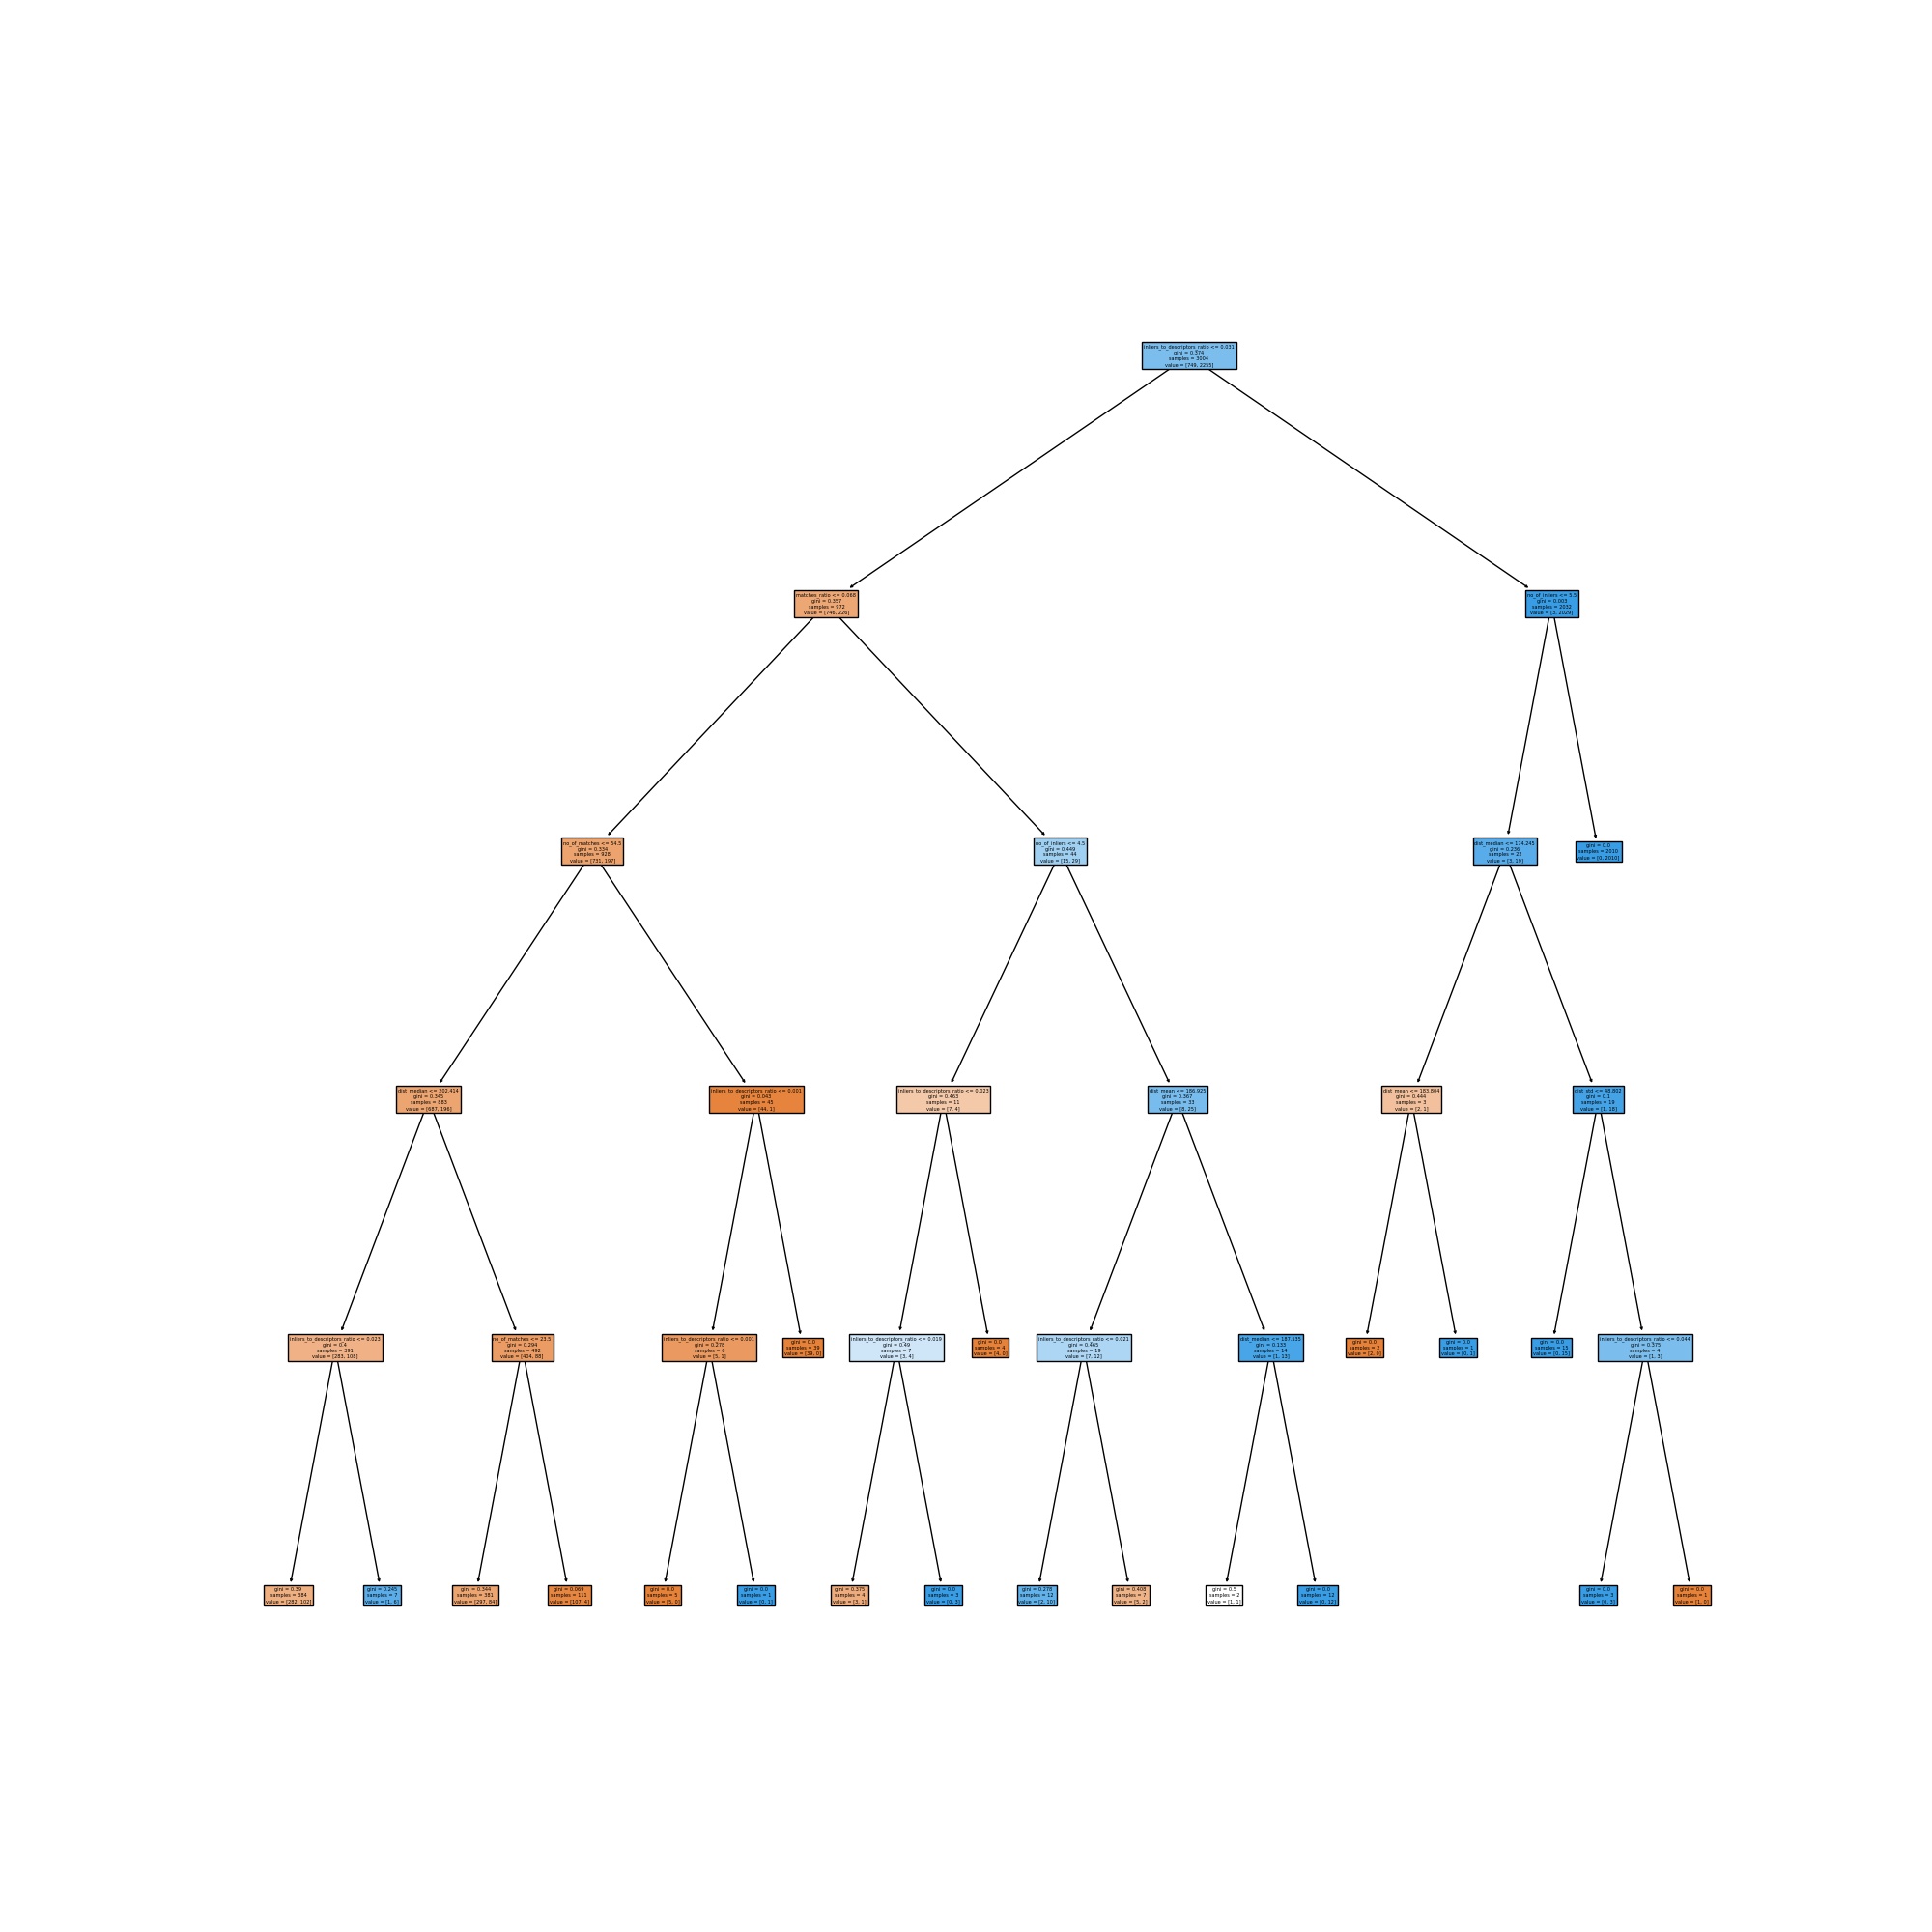 inliers_to_descriptors_ratio <= 0.031
gini = 0.374
samples = 3004
value = [749, 2255]
matches_ratio <= 0.068
gini = 0.357
samples = 972
value = [746, 226]
no_of_inliers <= 5.5
gini = 0.003
samples = 2032
value = [3, 2029]
no_of_matches <= 54.5
gini = 0.334
samples = 928
value = [731, 197]
no_of_inliers <= 4.5
gini = 0.449
samples = 44
value = [15, 29]
dist_median <= 174.245
gini = 0.236
samples = 22
value = [3, 19]
gini = 0.0
samples = 2010
value = [0, 2010]
dist_median <= 202.414
gini = 0.345
samples = 883
value = [687, 196]
inliers_to_descriptors_ratio <=
gini = 0.043
samples = 45
value = [44, 1]
inliers_to_descriptors_ratio <= 0.023
gini = 0.463
samples = 11
value = [7, 4]
dist_mean <= 186.925
gini = 0.367
samples = 33
value = [8, 25]
dist_mean <= 183.804
gini = 0.444
samples = 3
value = [2, 1]
dist_std <= 48.802
gini = 0.1
samples = 19
value = [1, 18]
inliers_to_descriptors_ratio <= 0.023
gini = 0.4
samples = 391
value = [283, 108]
no_of_matches <= 23.5
gini = 0.294
samples = 492
value = [404, 88]
inliers_to_descriptors_ratio <=
gini = 0.278
samples = 6
value = [5, 1]
gini = 0.0
samples = 39
value = [39, 0]
inliers_to_descriptors_ratio <= 0.019
gini = 0.49
samples = 7
value = [3, 4]
gini = 0.0
samples = 4
value = [4, 0]
inliers_to_descriptors_ratio <= 0.021
gini = 0.465
samples = 19
value = [7, 12]
dist_median <= 187.535
gini = 0.133
samples = 14
value = [1, 13]
gini = 0.0
samples = 2
value = [2, 0]
gini = 0.0
samples = 1
value = [0, 1]
gini = 0.0
samples = 15
value = [0, 15]
inliers_to_descriptors_ratio <= 0.044
gini = 0.375
samples = 4
value = [1, 3]
gini = 0.39
samples = 384
value = [282, 102]
gini = 0.245
samples = 7
value = [1, 6]
gini = 0.344
samples = 381
value = [297, 84]
gini = 0.069
samples = 111
value = [107, 4]
gini = 0.0
samples = 5
value = [5, 0]
gini = 0.0
samples = 1
value = [0, 1]
gini = 0.375
samples = 4
value = [3, 1]
gini = 0.0
samples = 3
value = [0, 3]
gini = 0.278
samples = 12
value = [2, 10]
gini = 0.408
samples = 7
value = [5, 2]
gini = 0.5
samples = 2
value = [1, 1]
gini = 0.0
samples = 12
value = [0, 12]
gini = 0.0
samples = 3
value = [0, 3]
gini = 0.0
samples = 1
value = [1, 0]